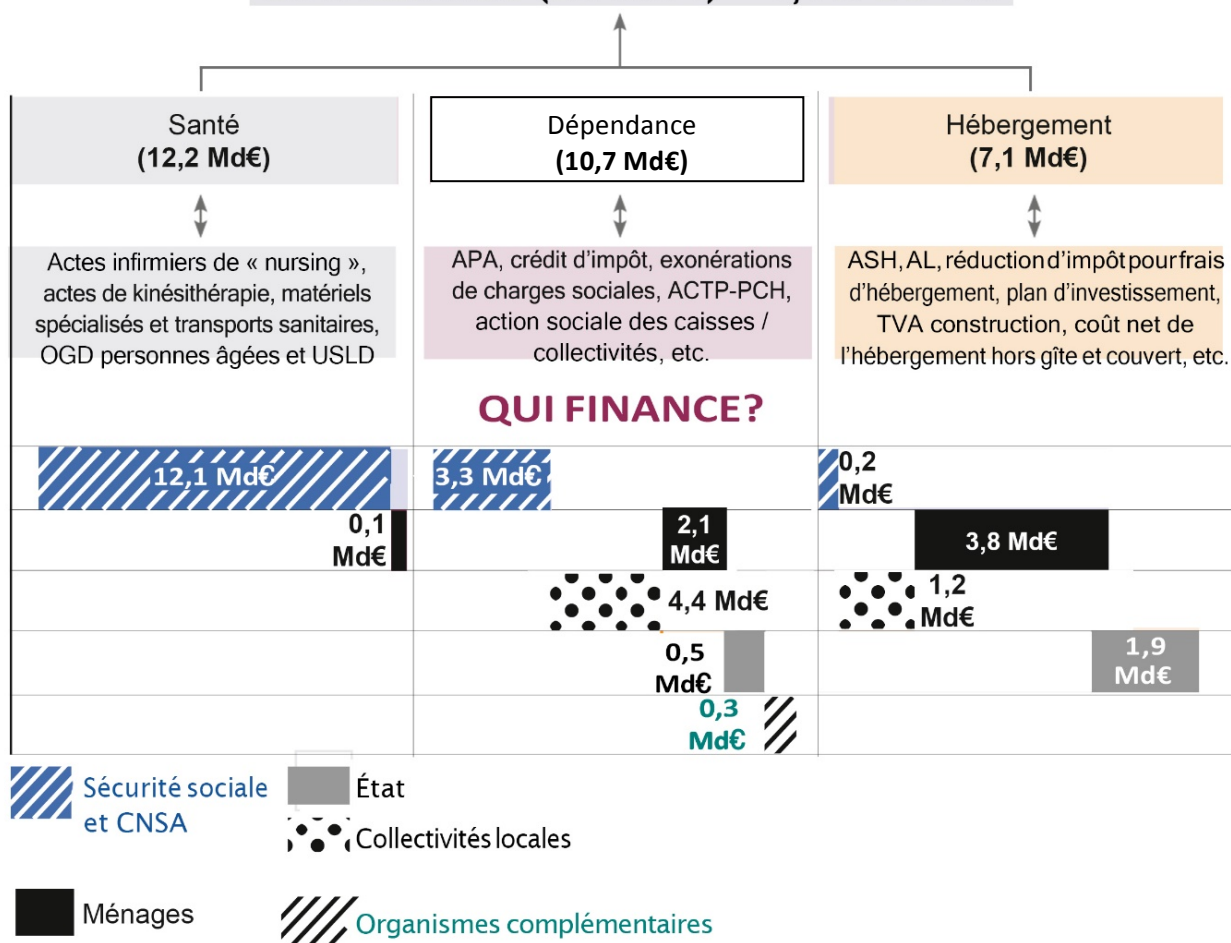 Santé
(12,2 Md€)
Dépendance
(10,7 Md€)
Hébergement
(7,1 Md€)
Actes infirmiers de « nursing »,
actes de kinésithérapie, matériels
spécialisés et transports sanitaires,
OGD personnes âgées et USLD
APA, crédit d’impôt, exonérations
de charges sociales, ACTP-PCH,
action sociale des caisses /
collectivités, etc.
ASH, AL, réduction d’impôt pour frais
d’hébergement, plan d’investissement,
TVA construction, coût net de
l’hébergement hors gîte et couvert, etc.
QUI FINANCE?
12,1 Md€
3,3 Md€
0,2
Md€
0,1
Md€
2,1
Md€
3,8 Md€
4,4 Md€
1,2
Md€
0,5
Md€
1,9
Md€
0,3
Md€
Sécurité sociale
et CNSA
État
Collectivités locales
Ménages
Organismes complémentaires